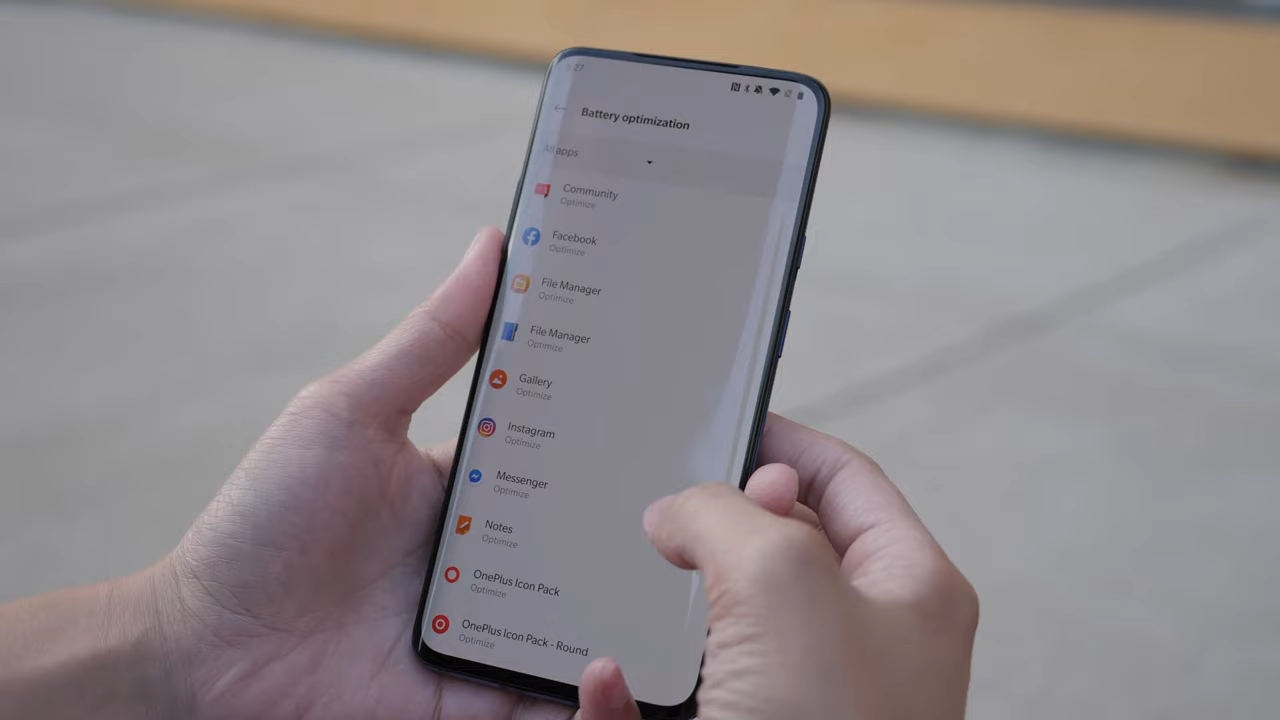 27
Battery optimization
All apps
Community
Optimize
Facebook
Optimize
File Manager
Optimize
File Manager
Optimize
Gallery
Optimize
Instagram
Optimize
Messenger
Optimize
Notes
Optimize
OnePlus Icon Pack
Optimize
OnePlus Icon Pack - Round
Optimize